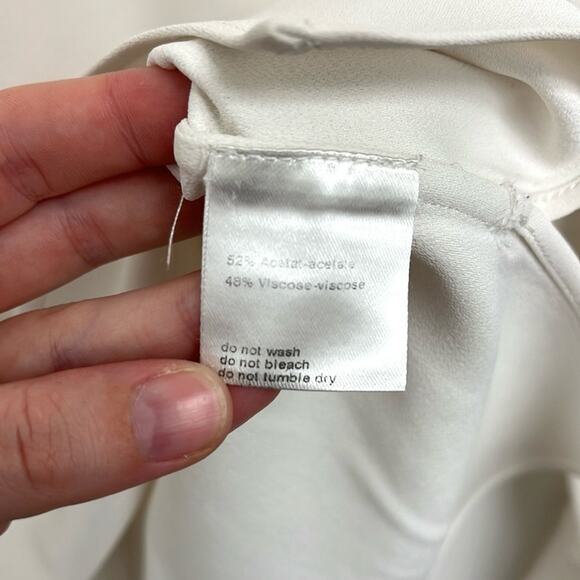 52% Acetat-acetate
48% Viscose-viscose
do not wash
do not bleach
do not tumble dry